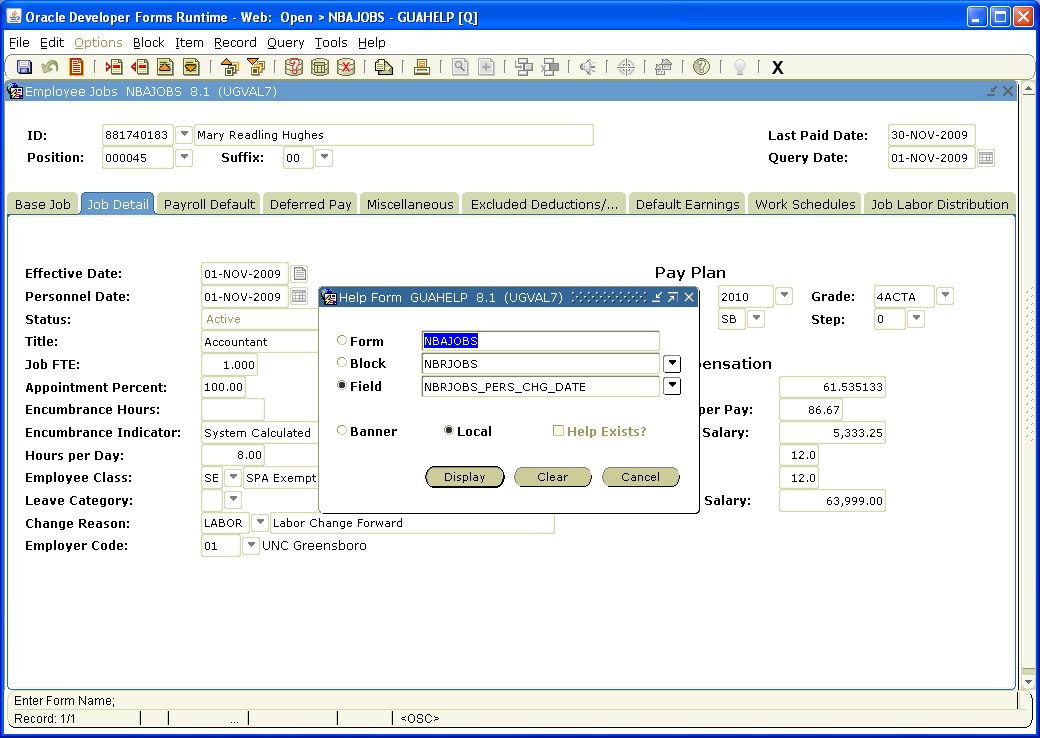 Oracle Developer Forms Runtime - Web:  Open > NBAJOBS - GUAHELP [Q]
File Edit Options Block Item Record Query Tools Help
X
Employee Jobs  NBAJOBS  8.1  (UGVAL7)
ID: 881740183 Mary Readling Hughes Last Paid Date: 30-NOV-2009
Position: 000045 Suffix: 00 Query Date: 01-NOV-2009
Base Job Job Detail Payroll Default Deferred Pay Miscellaneous Excluded Deductions/... Default Earnings Work Schedules Job Labor Distribution
Effective Date: 01-NOV-2009 Pay Plan
Personnel Date: 01-NOV-2009 2010 Grade: 4ACTA
Status: Active SB Step: 0
Title: Accountant
Job FTE: 1.000 pensation
Appointment Percent: 100.00 61.535133
Encumbrance Hours: per Pay: 86.67
Encumbrance Indicator: System Calculated Salary: 5,333.25
Hours per Day: 8.00 12.0
Employee Class: SE SPA Exempt 12.0
Leave Category: Salary: 63,999.00
Change Reason: LABOR Labor Change Forward
Employer Code: 01 UNC Greensboro
Help Form  GUAHELP  8.1  (UGVAL7)
Form NBAJOBS
Block NBRJOBS
Field NBRJOBS_PERS_CHG_DATE
Banner Local Help Exists?
Display Clear Cancel
Enter Form Name;
Record: 1/1 ... <OSC>